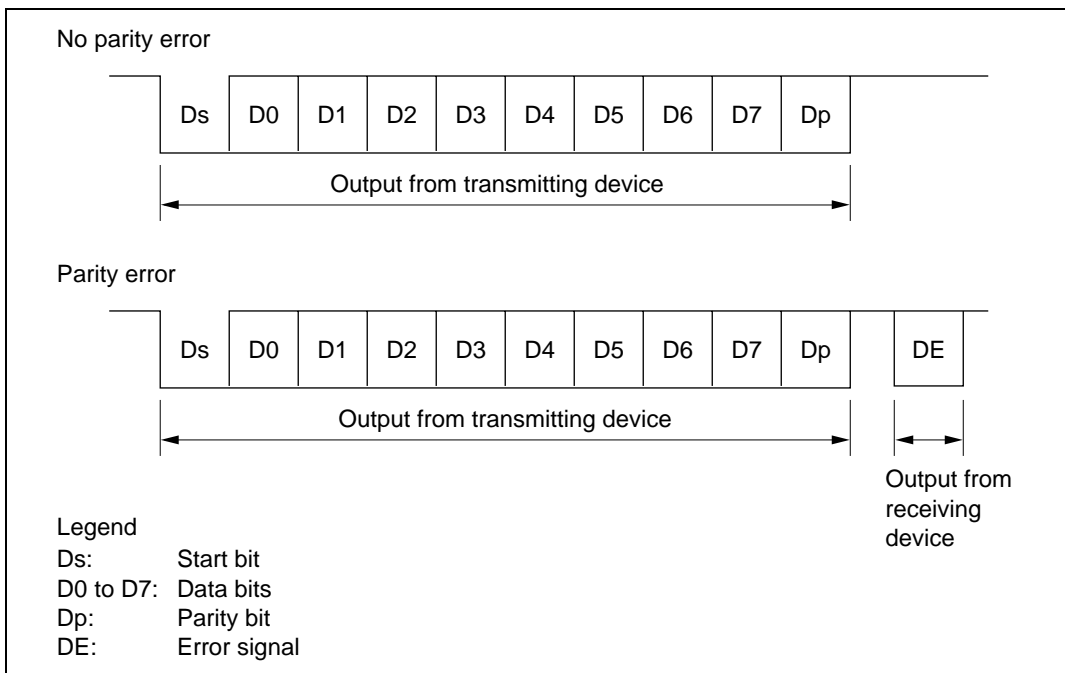 No parity error
Ds D0 D1 D2 D3 D4 D5 D6 D7 Dp
Output from transmitting device
Parity error
Ds D0 D1 D2 D3 D4 D5 D6 D7 Dp DE
Output from transmitting device
Output from
receiving
device
Legend
Ds: Start bit
D0 to D7: Data bits
Dp: Parity bit
DE: Error signal